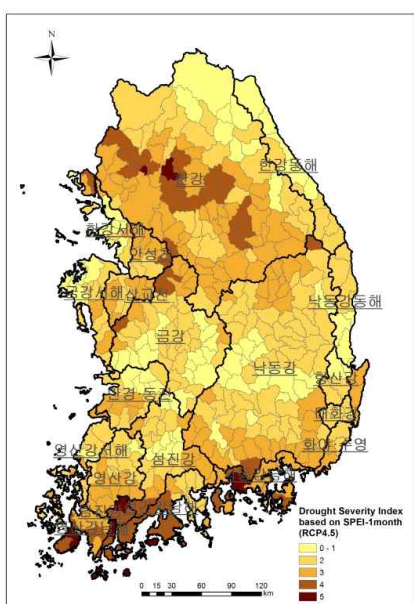 N
한강동해
한강
한강서해
안성천
금강서해
삽교천
낙동강동해
금강
낙동강
형산강
만경·동진
태화강
회야·수영
영산강서해
섬진강
영산강
Drought Severity Index
based on SPEI-1month
(RCP4.5)
0 - 1
2
3
4
5
0 15 30 60 90 120
km